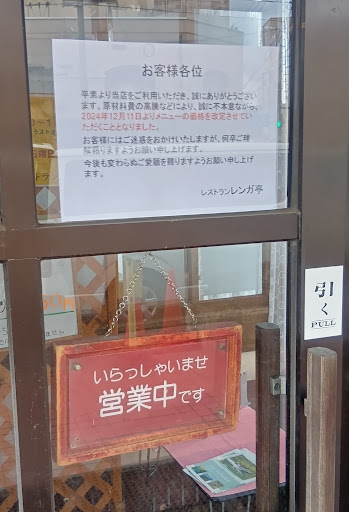 お客様各位
平素より当店をご利用いただき、誠にありがとうござい
ます。原材料費の高騰などにより、誠に不本意ながら、
2024年12月11日よりメニューの価格を改定させてい
ただくこととなりました。
お客様にはご迷惑をおかけいたしますが、何卒ご理
解賜りますようお願い申し上げます。
今後も変わらぬご愛顧を賜りますようお願い申し上げ
ます。
レストランレンガ亭
引く
PULL
いらっしゃいませ
営業中です